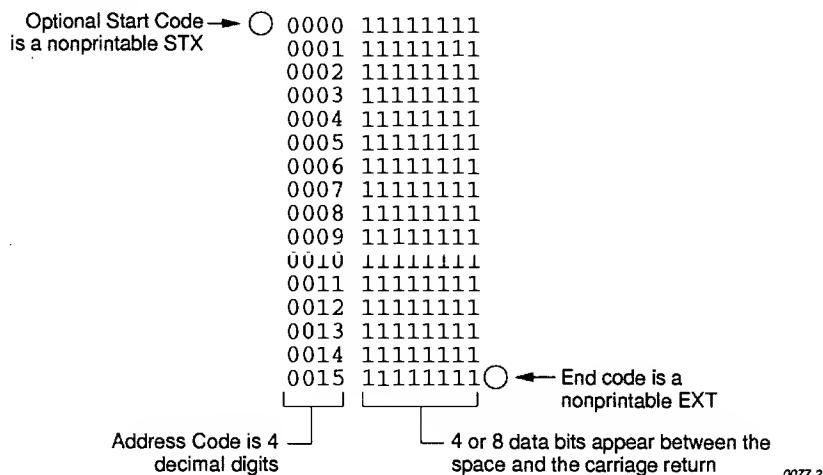 Optional Start Code
is a nonprintable STX
0000 11111111
0001 11111111
0002 11111111
0003 11111111
0004 11111111
0005 11111111
0006 11111111
0007 11111111
0008 11111111
0009 11111111
0010 11111111
0011 11111111
0012 11111111
0013 11111111
0014 11111111
0015 11111111
End code is a
nonprintable EXT
Address Code is 4
decimal digits
4 or 8 data bits appear between the
space and the carriage return
0077-2